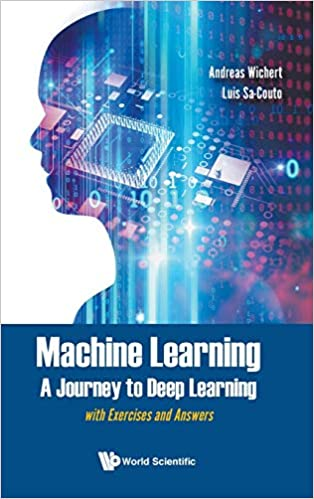 Andreas Wichert
Luis Sa-Couto
Machine Learning
A Journey to Deep Learning
with Exercises and Answers
World Scientific